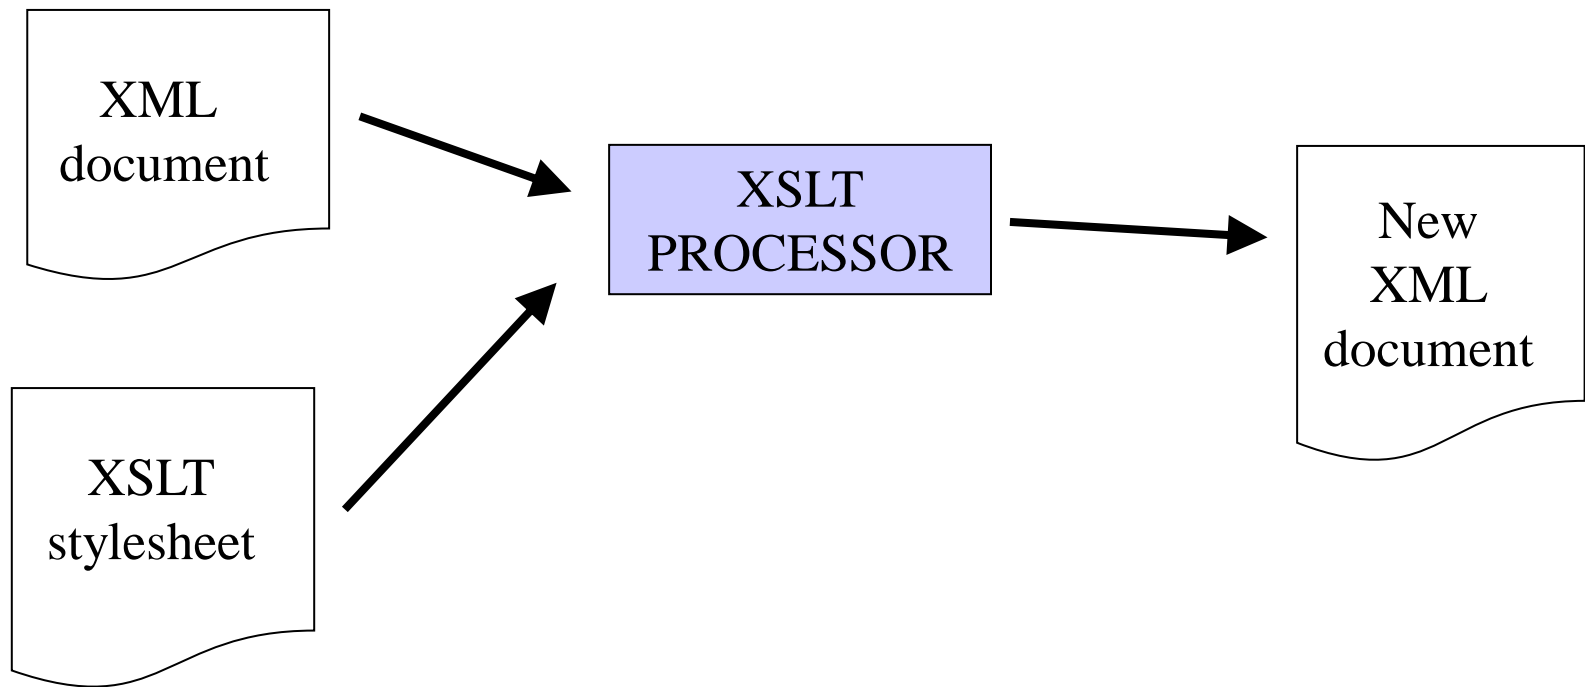 XML
document
XSLT
PROCESSOR
New
XML
document
XSLT
stylesheet